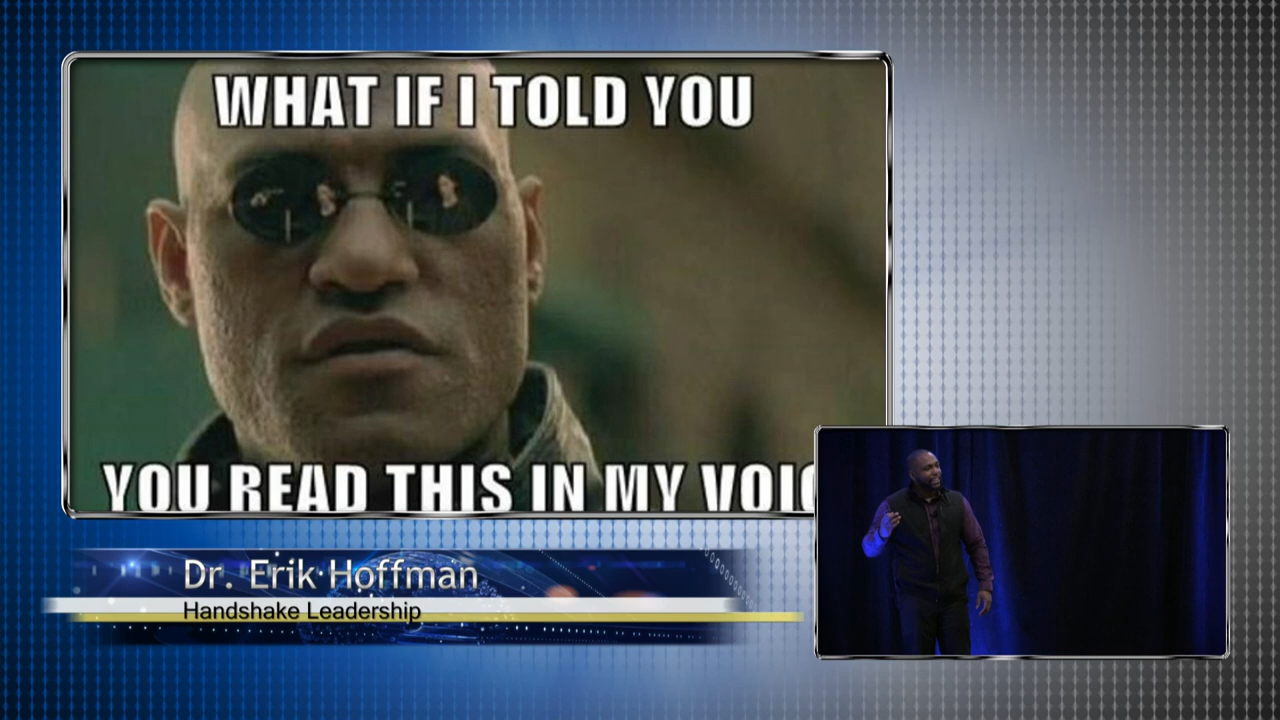 WHAT IF I TOLD YOU
YOU READ THIS IN MY
Dr. Erik Hoffman
Handshake Leadership